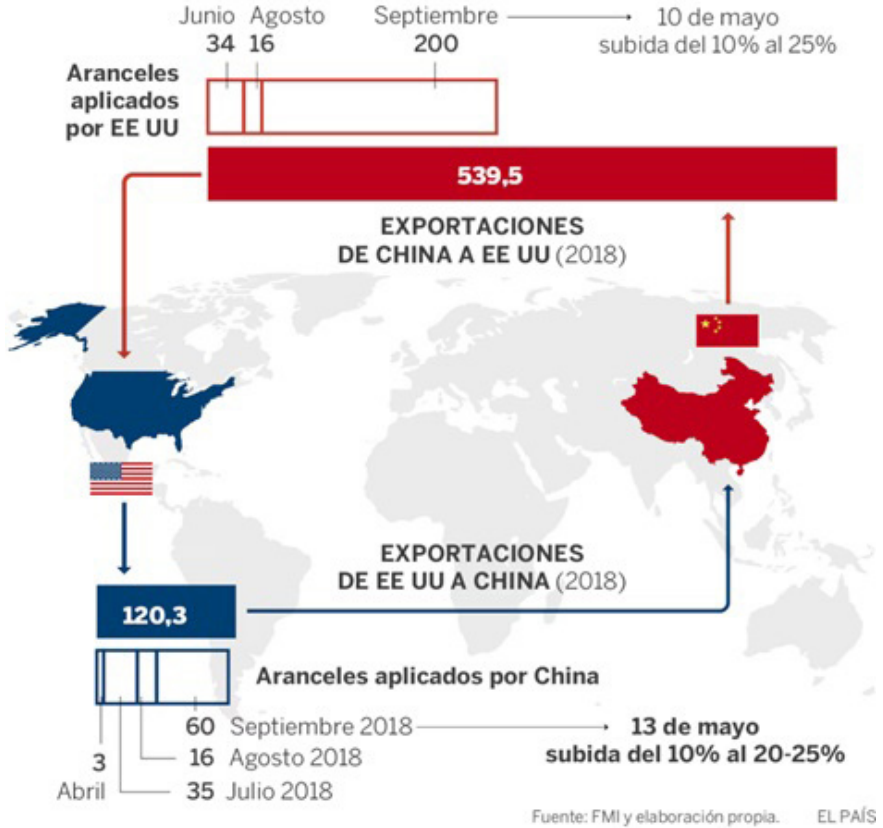 Junio Agosto Septiembre 10 de mayo
34 16 200 subida del 10% al 25%
Aranceles
aplicados
por EE UU
539,5
EXPORTACIONES
DE CHINA A EE UU (2018)
EXPORTACIONES
DE EE UU A CHINA (2018)
120,3
Aranceles aplicados por China
60 Septiembre 2018 13 de mayo
subida del 10% al 20-25%
3 16 Agosto 2018
Abril 35 Julio 2018
Fuente: FMI y elaboración propia. EL PAÍS